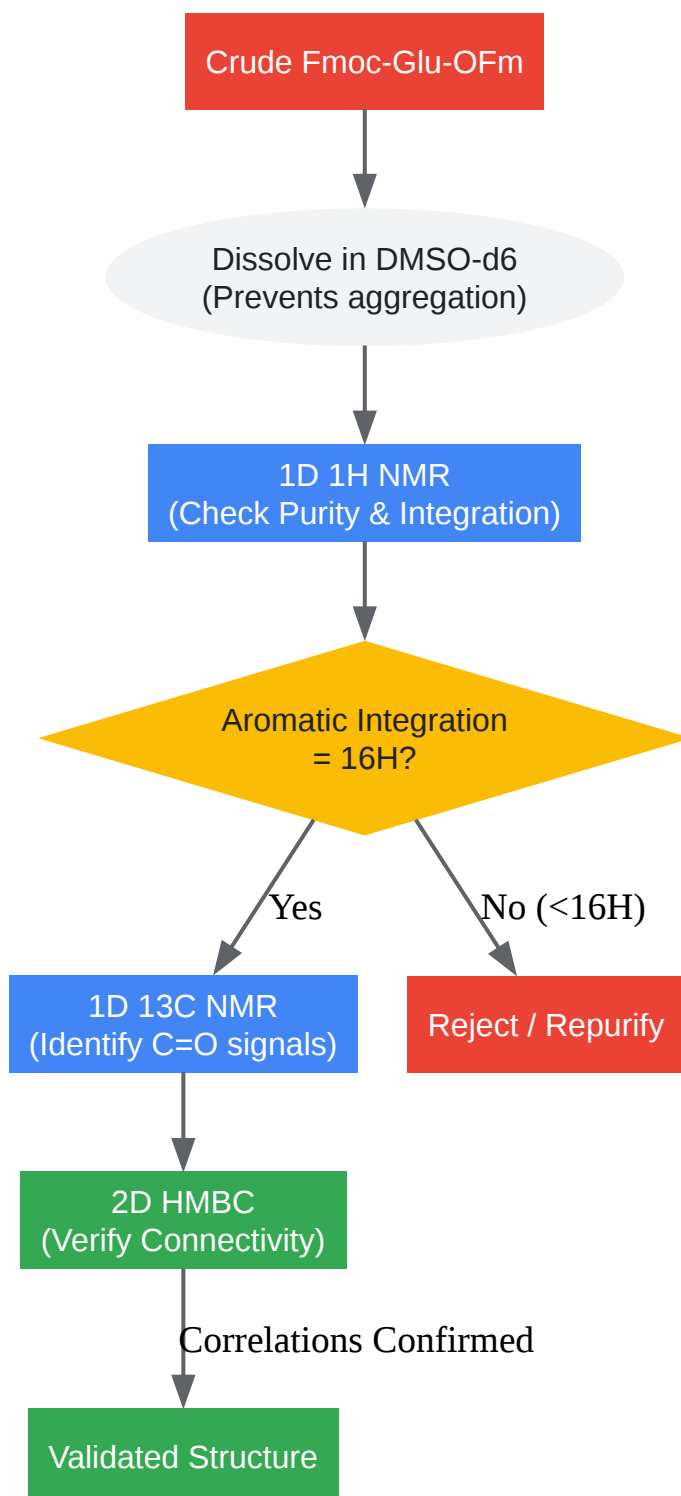 Crude Fmoc-Glu-OFm
Dissolve in DMSO-d6
(Prevents aggregation)
1D 1H NMR
(Check Purity & Integration)
Aromatic Integration
= 16H?
Yes
No (<16H)
1D 13C NMR
(Identify C=O signals)
Reject / Repurify
2D HMBC
(Verify Connectivity)
Correlations Confirmed
Validated Structure